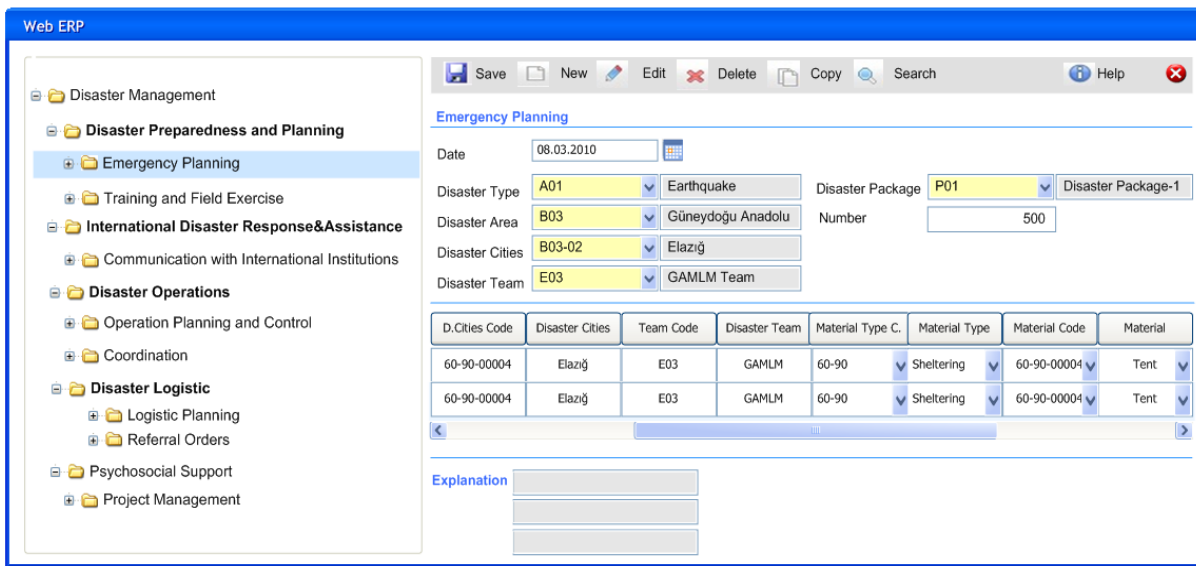 Web ERP
Save New Edit Delete Copy Search Help
Disaster Management
Disaster Preparedness and Planning
Emergency Planning
Training and Field Exercise
International Disaster Response&Assistance
Communication with International Institutions
Disaster Operations
Operation Planning and Control
Coordination
Disaster Logistic
Logistic Planning
Referral Orders
Psychosocial Support
Project Management
Emergency Planning
Date 08.03.2010
Disaster Type A01 Earthquake Disaster Package P01 Disaster Package-1
Disaster Area B03 Güneydoğu Anadolu Number 500
Disaster Cities B03-02 Elazığ
Disaster Team E03 GAMLM Team
D.Cities Code Disaster Cities Team Code Disaster Team Material Type C. Material Type Material Code Material
60-90-00004 Elazığ E03 GAMLM 60-90 Sheltering 60-90-00004 Tent
60-90-00004 Elazığ E03 GAMLM 60-90 Sheltering 60-90-00004 Tent
Explanation